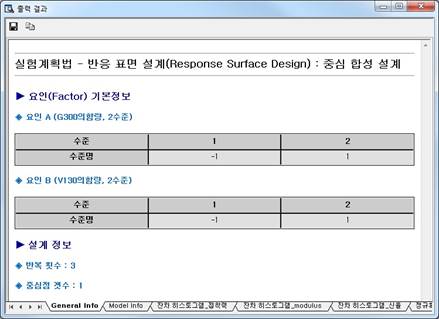 출력 결과
실험계획법 - 반응 표면 설계(Response Surface Design) : 중심 합성 설계
▶ 요인(Factor) 기본정보
◈ 요인 A (G300의함량, 2수준)
수준 1 2
수준명 -1 1
◈ 요인 B (V130의함량, 2수준)
수준 1 2
수준명 -1 1
▶ 설계 정보
◈ 반복 횟수 : 3
◈ 중심점 갯수 : 1
General Info Model Info 잔차 히스토그램_접착력 잔차 히스토그램_modulus 잔차 히스토그램_신율 정규확